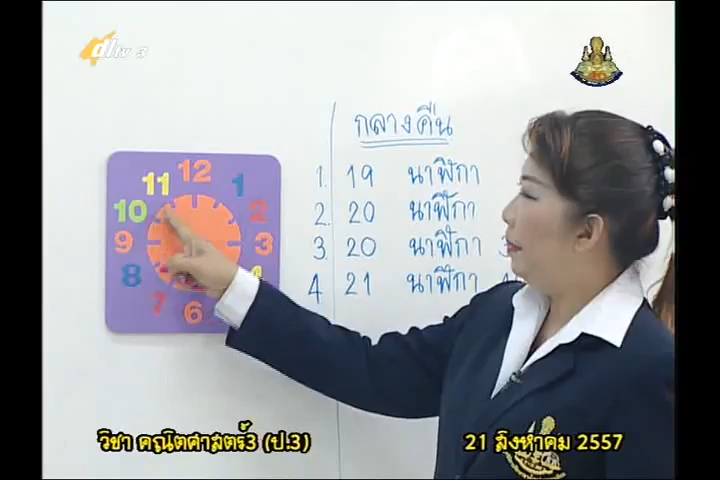 dltv 3
กลางคืน
12
11
1
10
2
9
3
8
4
7
6
1. 19 นาฬิกา
2. 20 นาฬิกา
3. 20 นาฬิกา 3
4 21 นาฬิกา
วิชา คณิตศาสตร์3 (ป.3)
21 สิงหาคม 2557